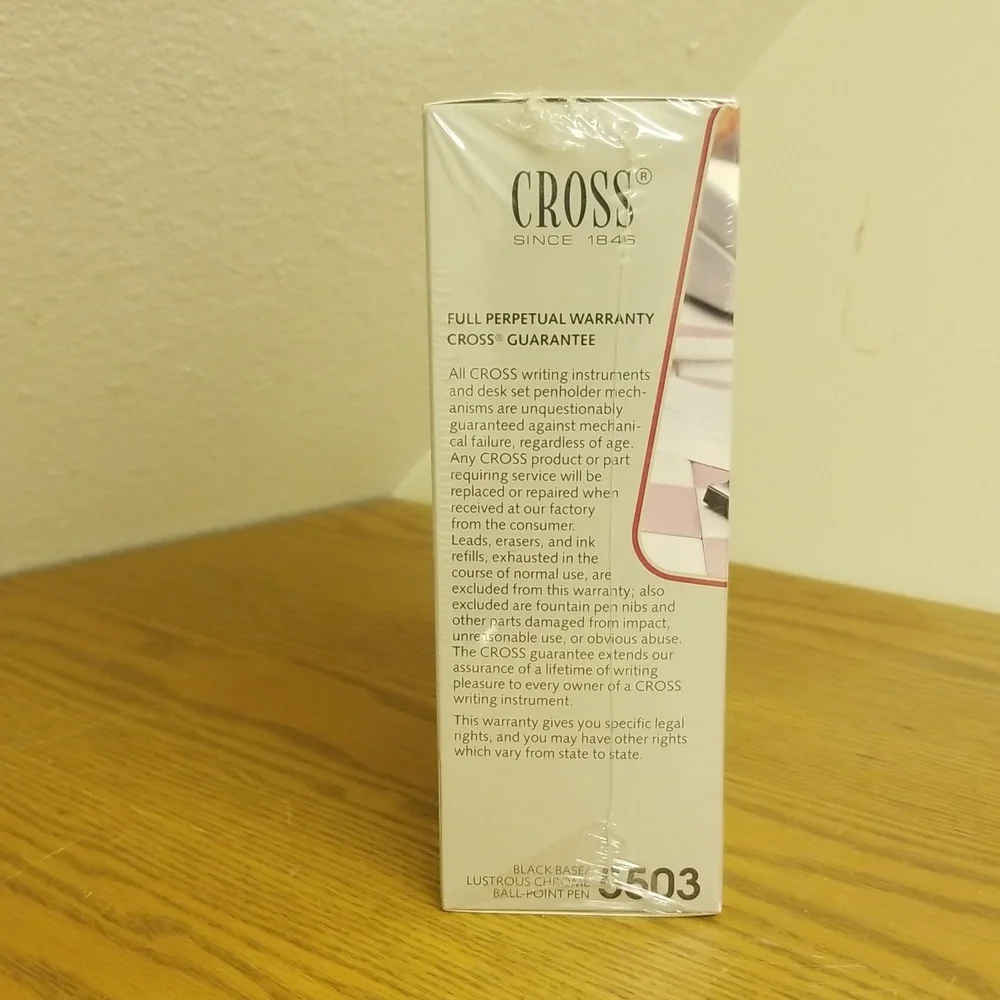 CROSS®
SINCE 1846
FULL PERPETUAL WARRANTY
CROSS® GUARANTEE
All CROSS writing instruments
and desk set penholder mech-
anisms are unquestionably
guaranteed against mechani-
cal failure, regardless of age.
Any CROSS product or part
requiring service will be
replaced or repaired when
received at our factory
from the consumer.
Leads, erasers, and ink
refills, exhausted in the
course of normal use, are
excluded from this warranty; also
excluded are fountain pen nibs and
other parts damaged from impact,
unreasonable use, or obvious abuse.
The CROSS guarantee extends our
assurance of a lifetime of writing
pleasure to every owner of a CROSS
writing instrument.
This warranty gives you specific legal
rights, and you may have other rights
which vary from state to state.
BLACK BASE/
LUSTROUS CHROME
BALL-POINT PEN